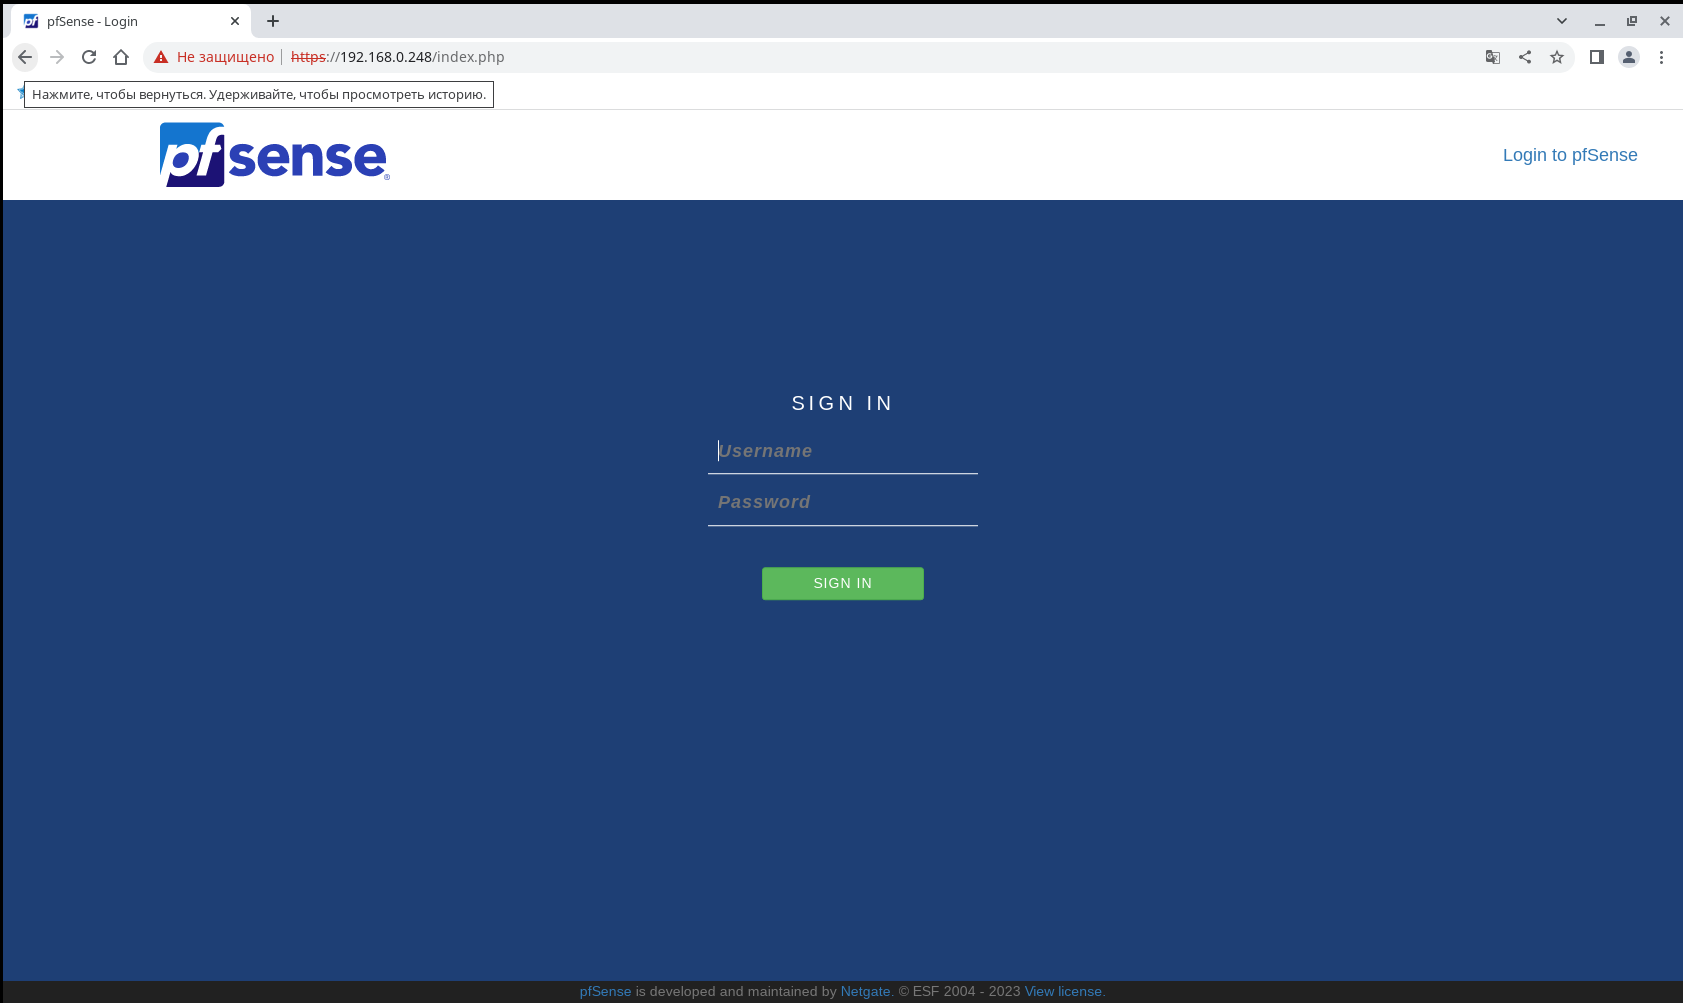 pfSense - Login
Не защищено https://192.168.0.248/index.php
Нажмите, чтобы вернуться. Удерживайте, чтобы просмотреть историю.
pfsense®
Login to pfSense
SIGN IN
Username
Password
SIGN IN
pfSense is developed and maintained by Netgate. © ESF 2004 - 2023 View license.